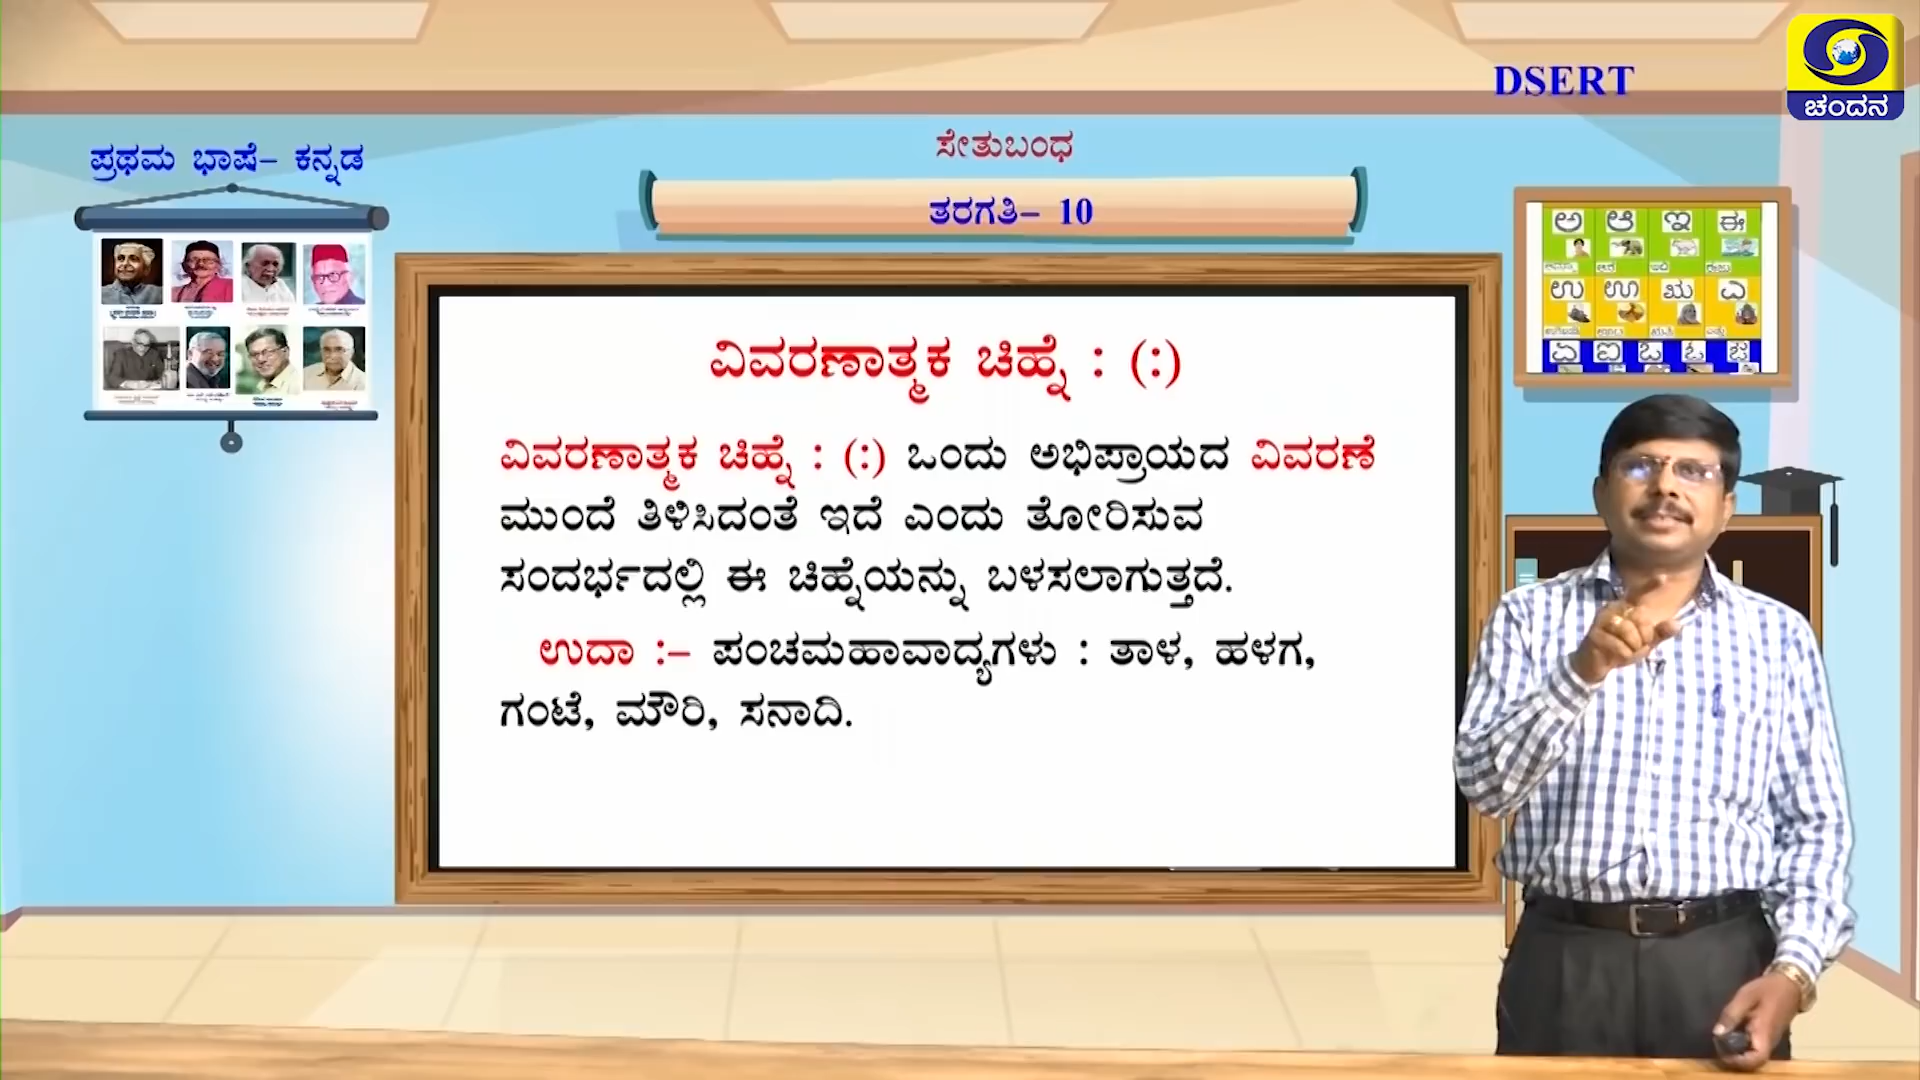 DSERT
ಚಂದನ
ಪ್ರಥಮ ಭಾಷೆ– ಕನ್ನಡ
ಸೇತುಬಂಧ
ತರಗತಿ– 10
ವಿವರಣಾತ್ಮಕ ಚಿಹ್ನೆ : (:)
ವಿವರಣಾತ್ಮಕ ಚಿಹ್ನೆ : (:) ಒಂದು ಅಭಿಪ್ರಾಯದ ವಿವರಣೆ
ಮುಂದೆ ತಿಳಿಸಿದಂತೆ ಇದೆ ಎಂದು ತೋರಿಸುವ
ಸಂದರ್ಭದಲ್ಲಿ ಈ ಚಿಹ್ನೆಯನ್ನು ಬಳಸಲಾಗುತ್ತದೆ.
ಉದಾ :– ಪಂಚಮಹಾವಾದ್ಯಗಳು : ತಾಳ, ಹಳಗ,
ಗಂಟೆ, ಮೌರಿ, ಸನಾದಿ.
ಅ ಆ ಇ ಈ
ಉ ಊ ಋ ಎ
ಏ ಐ ಒ ಓ ಔ